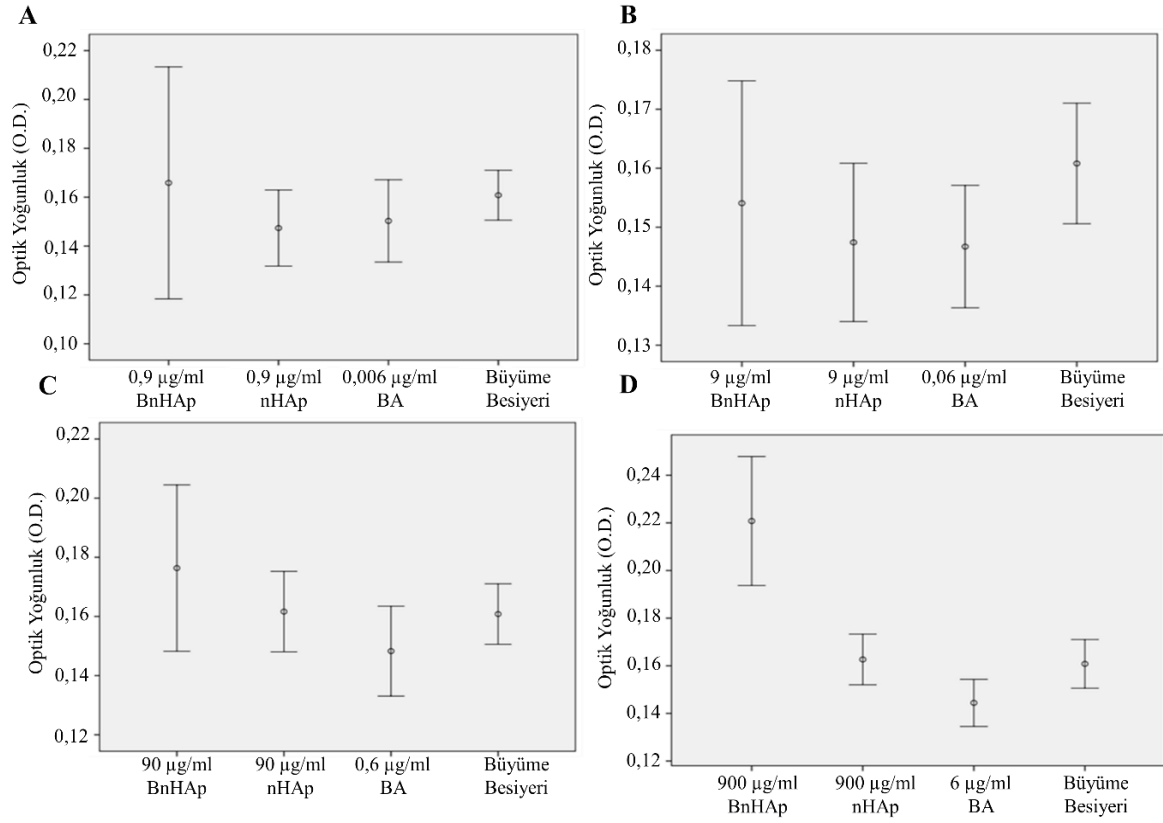 A
Optik Yoğunluk (O.D.)
0,22
0,20
0,18
0,16
0,14
0,12
0,10
0,9 µg/ml
BnHAp
0,9 µg/ml
nHAp
0,006 µg/ml
BA
Büyüme
Besiyeri
B
Optik Yoğunluk (O.D.)
0,18
0,17
0,16
0,15
0,14
0,13
9 µg/ml
BnHAp
9 µg/ml
nHAp
0,06 µg/ml
BA
Büyüme
Besiyeri
C
Optik Yoğunluk (O.D.)
0,22
0,20
0,18
0,16
0,14
0,12
90 µg/ml
BnHAp
90 µg/ml
nHAp
0,6 µg/ml
BA
Büyüme
Besiyeri
D
Optik Yoğunluk (O.D.)
0,24
0,22
0,20
0,18
0,16
0,14
0,12
900 µg/ml
BnHAp
900 µg/ml
nHAp
6 µg/ml
BA
Büyüme
Besiyeri